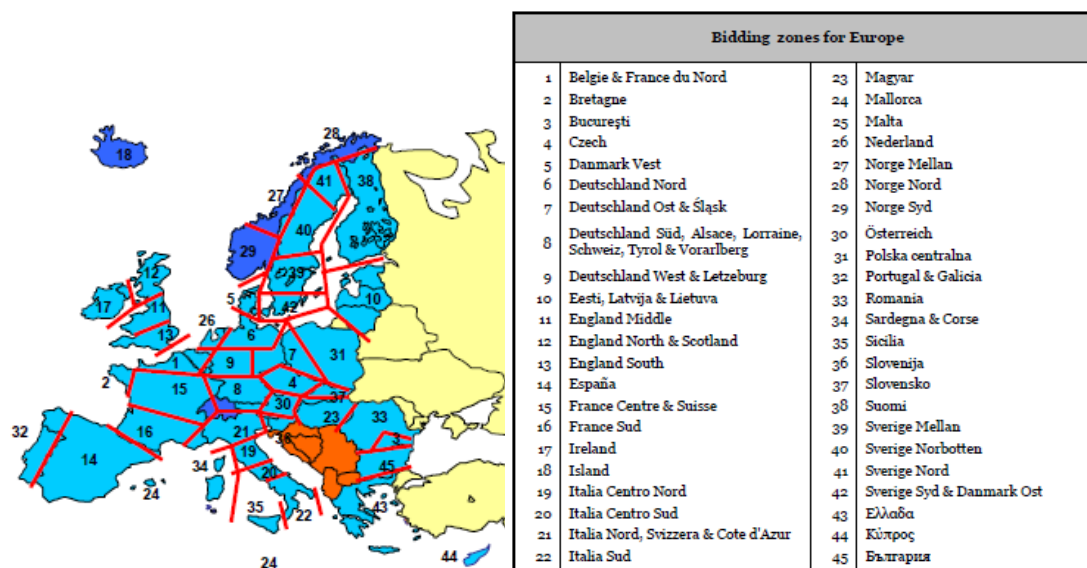 28
18
41
38
27
40
29
12
39
10
17
11
5
42
26
13
6
31
7
1
9
2
15
8
4
37
30
23
33
32
16
21
36
3
19
14
34
20
45
24
35
22
43
44
24
Bidding zones for Europe
1 Belgie & France du Nord
2 Bretagne
3 Bucureşti
4 Czech
5 Danmark Vest
6 Deutschland Nord
7 Deutschland Ost & Śląsk
8 Deutschland Süd, Alsace, Lorraine,
Schweiz, Tyrol & Vorarlberg
9 Deutschland West & Letzeburg
10 Eesti, Latvija & Lietuva
11 England Middle
12 England North & Scotland
13 England South
14 España
15 France Centre & Suisse
16 France Sud
17 Ireland
18 Island
19 Italia Centro Nord
20 Italia Centro Sud
21 Italia Nord, Svizzera & Cote d'Azur
22 Italia Sud
23 Magyar
24 Mallorca
25 Malta
26 Nederland
27 Norge Mellan
28 Norge Nord
29 Norge Syd
30 Österreich
31 Polska centralna
32 Portugal & Galicia
33 Romania
34 Sardegna & Corse
35 Sicilia
36 Slovenija
37 Slovensko
38 Suomi
39 Sverige Mellan
40 Sverige Norbotten
41 Sverige Nord
42 Sverige Syd & Danmark Ost
43 Ελλαδα
44 Κύπρος
45 България